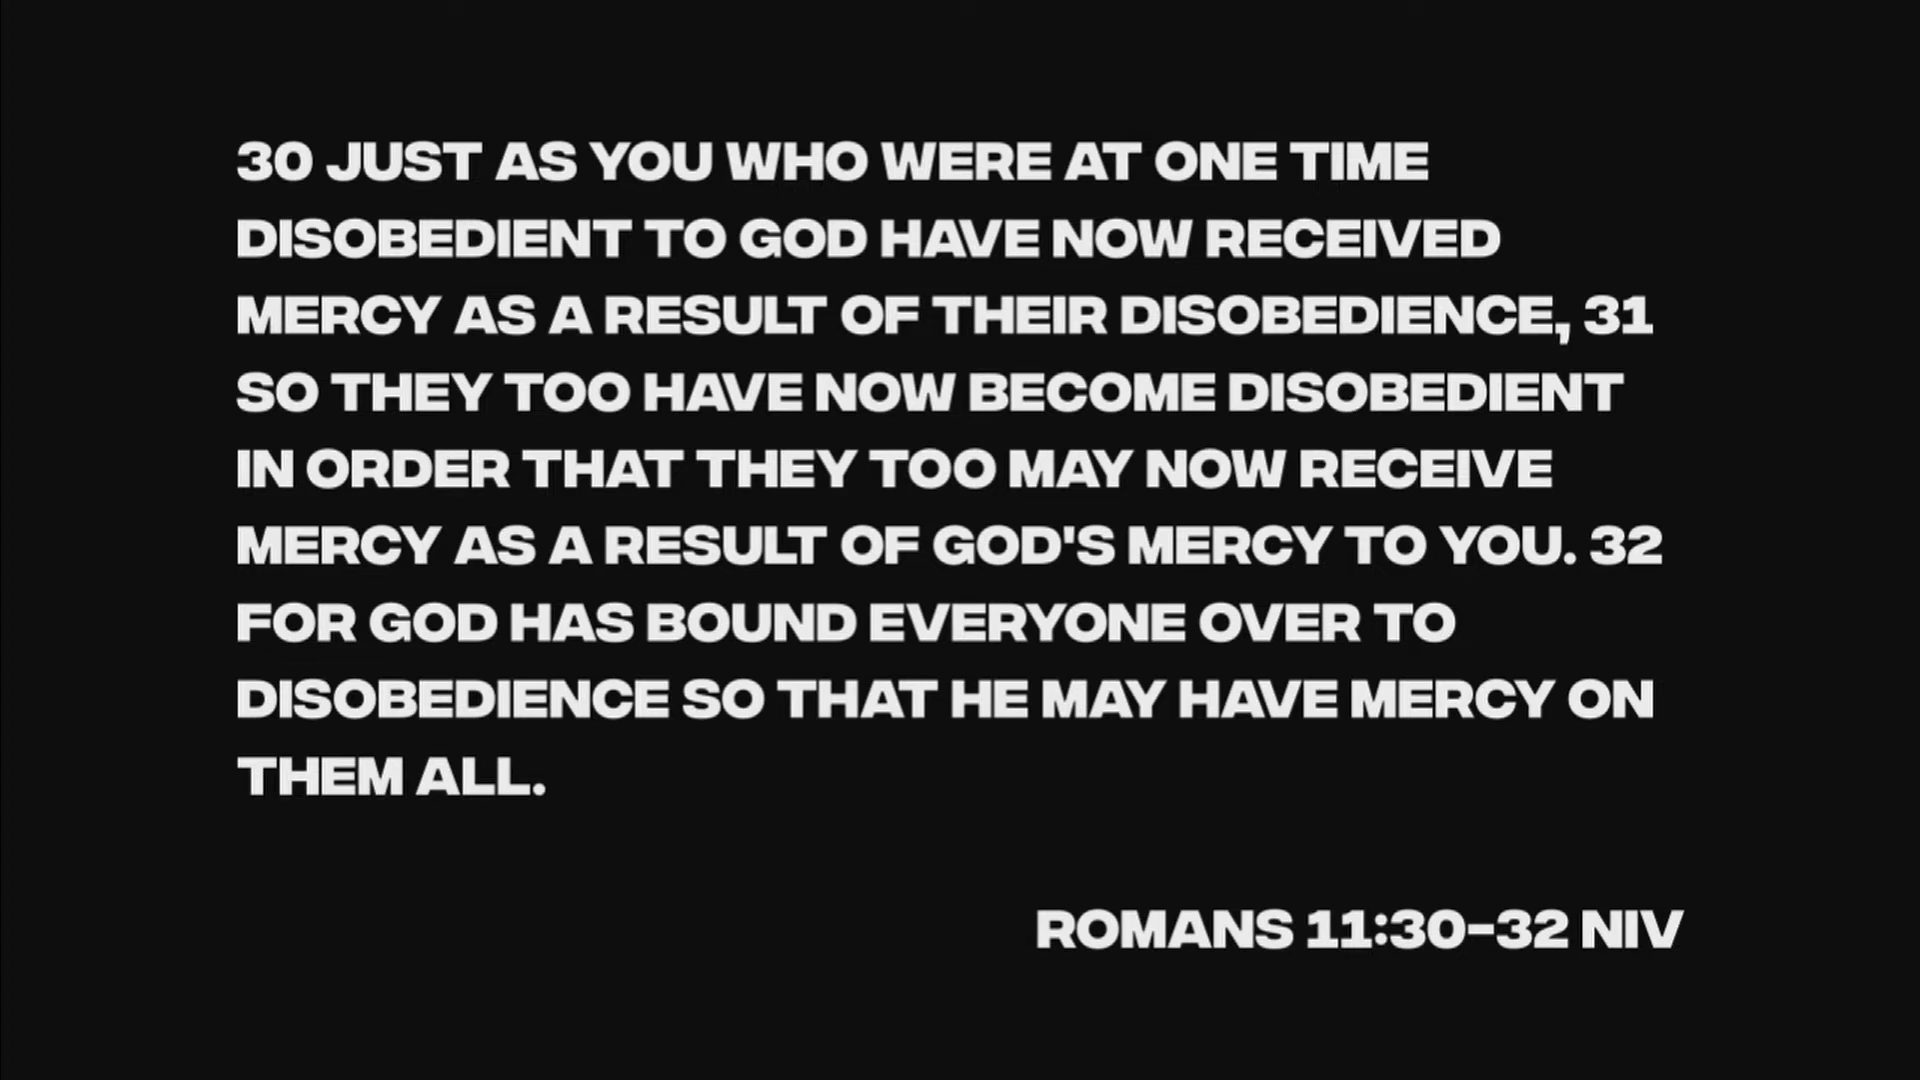 30 JUST AS YOU WHO WERE AT ONE TIME
DISOBEDIENT TO GOD HAVE NOW RECEIVED
MERCY AS A RESULT OF THEIR DISOBEDIENCE, 31
SO THEY TOO HAVE NOW BECOME DISOBEDIENT
IN ORDER THAT THEY TOO MAY NOW RECEIVE
MERCY AS A RESULT OF GOD'S MERCY TO YOU. 32
FOR GOD HAS BOUND EVERYONE OVER TO
DISOBEDIENCE SO THAT HE MAY HAVE MERCY ON
THEM ALL.
ROMANS 11:30-32 NIV